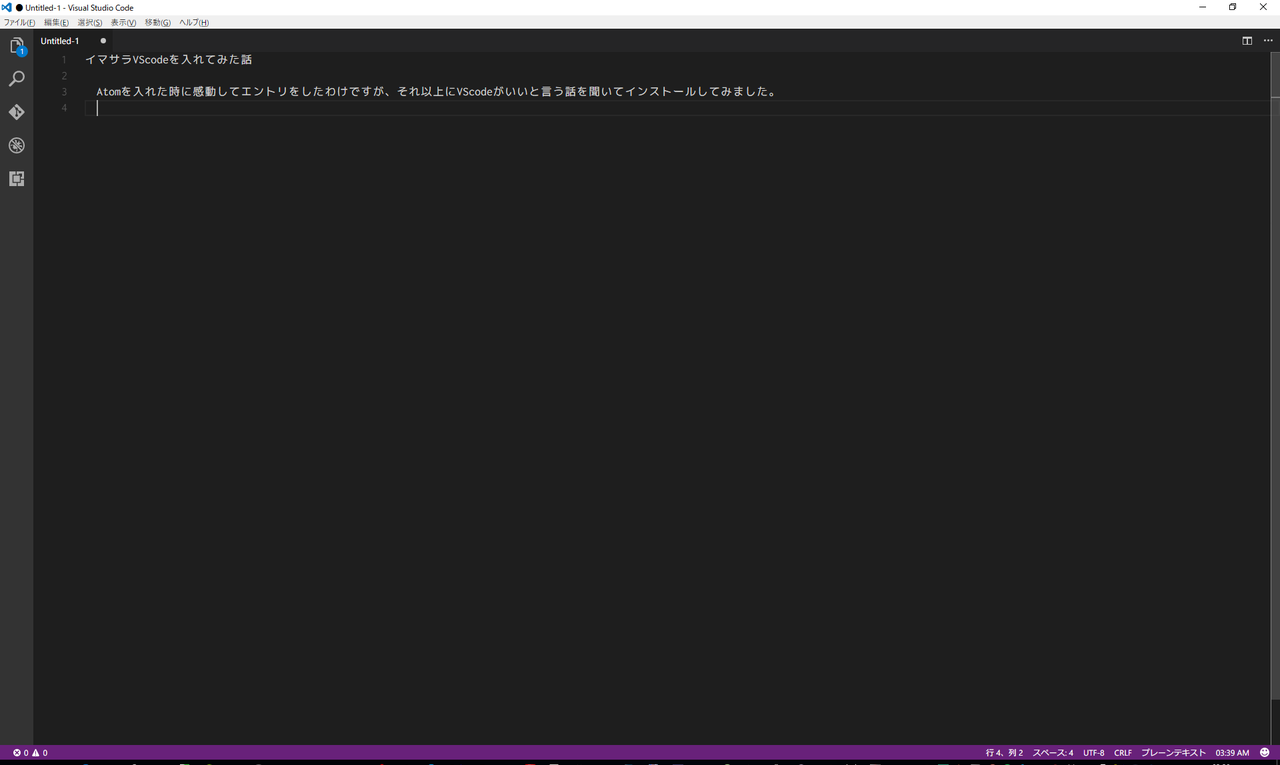 Untitled-1 - Visual Studio Code
ファイル(F) 編集(E) 選択(S) 表示(V) 移動(G) ヘルプ(H)
1
Untitled-1
1 イマサラVScodeを入れてみた話
2
3 Atomを入れた時に感動してエントリをしたわけですが、それ以上にVScodeがいいと言う話を聞いてインストールしてみました。
4
0 0 行 4、列 2 スペース: 4 UTF-8 CRLF プレーンテキスト 03:39 AM